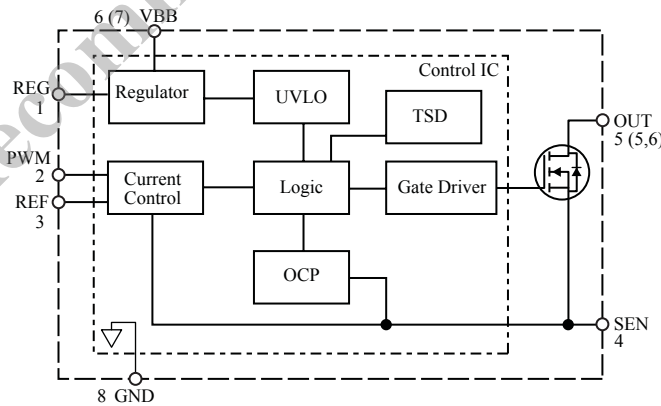 6 (7) VBB
Control IC
REG
1
Regulator
UVLO
TSD
OUT
5 (5,6)
PWM
2
REF
3
Current
Control
Logic
Gate Driver
OCP
SEN
4
8 GND